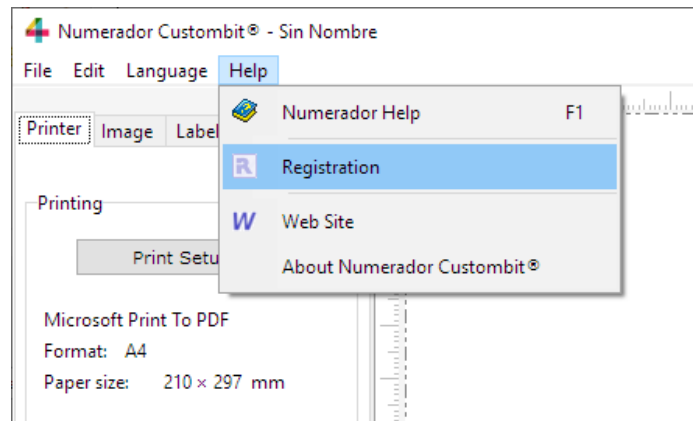 Numerador Custombit® - Sin Nombre
File Edit Language Help
Printer Image Label
Numerador Help F1
Registration
Web Site
About Numerador Custombit®
Printing
Print Setu
Microsoft Print To PDF
Format: A4
Paper size: 210 × 297 mm